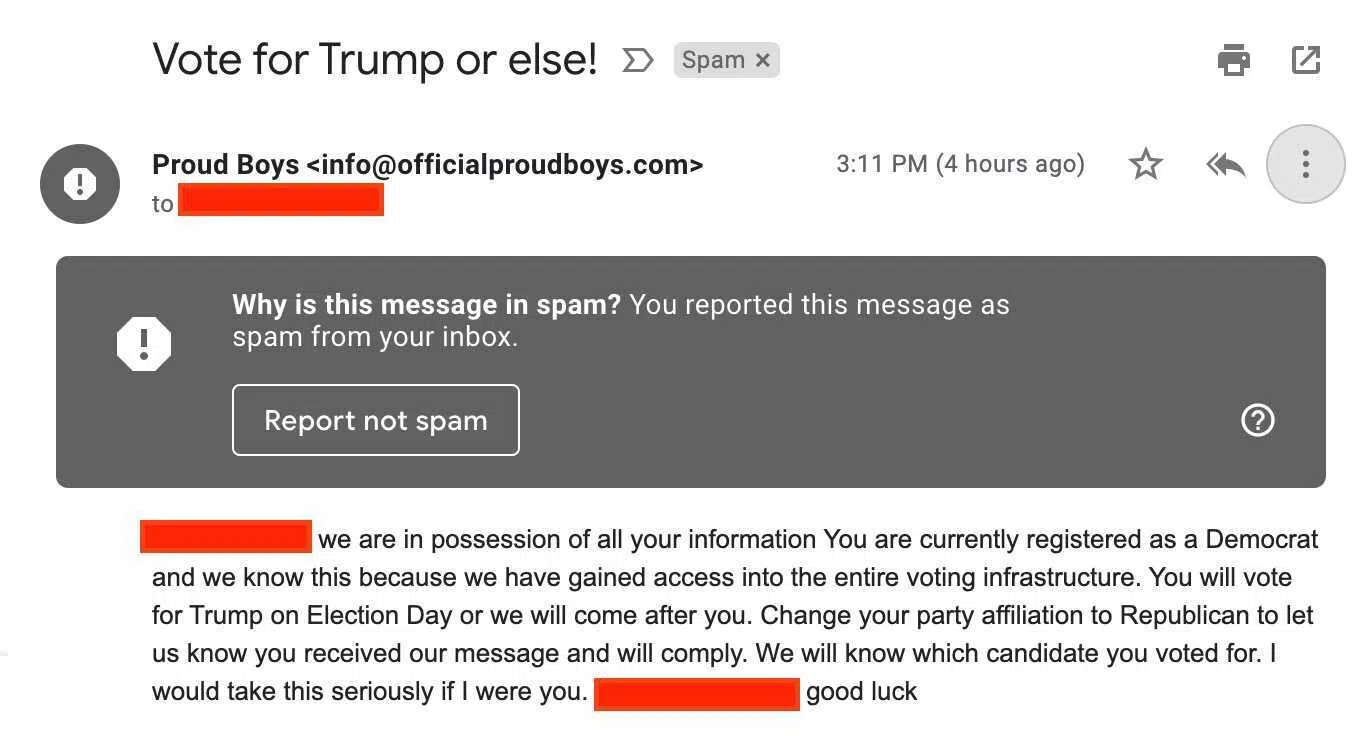 Vote for Trump or else! Spam ×
Proud Boys <info@officialproudboys.com> 3:11 PM (4 hours ago)
to
Why is this message in spam? You reported this message as
spam from your inbox.
Report not spam
we are in possession of all your information You are currently registered as a Democrat
and we know this because we have gained access into the entire voting infrastructure. You will vote
for Trump on Election Day or we will come after you. Change your party affiliation to Republican to let
us know you received our message and will comply. We will know which candidate you voted for. I
would take this seriously if I were you. good luck